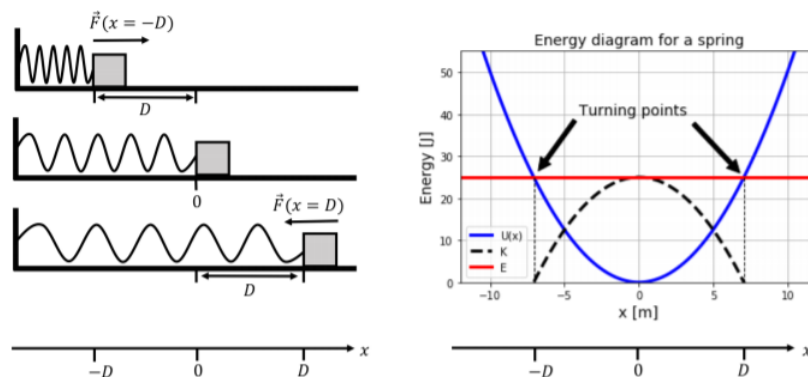 F⃗(x = −D)
D
0
F⃗(x = D)
D
−D 0 D x
Energy diagram for a spring
Turning points
Energy [J]
50
40
30
20
10
0
U(x)
K
E
−10 −5 0 5 10
x [m]
−D 0 D x